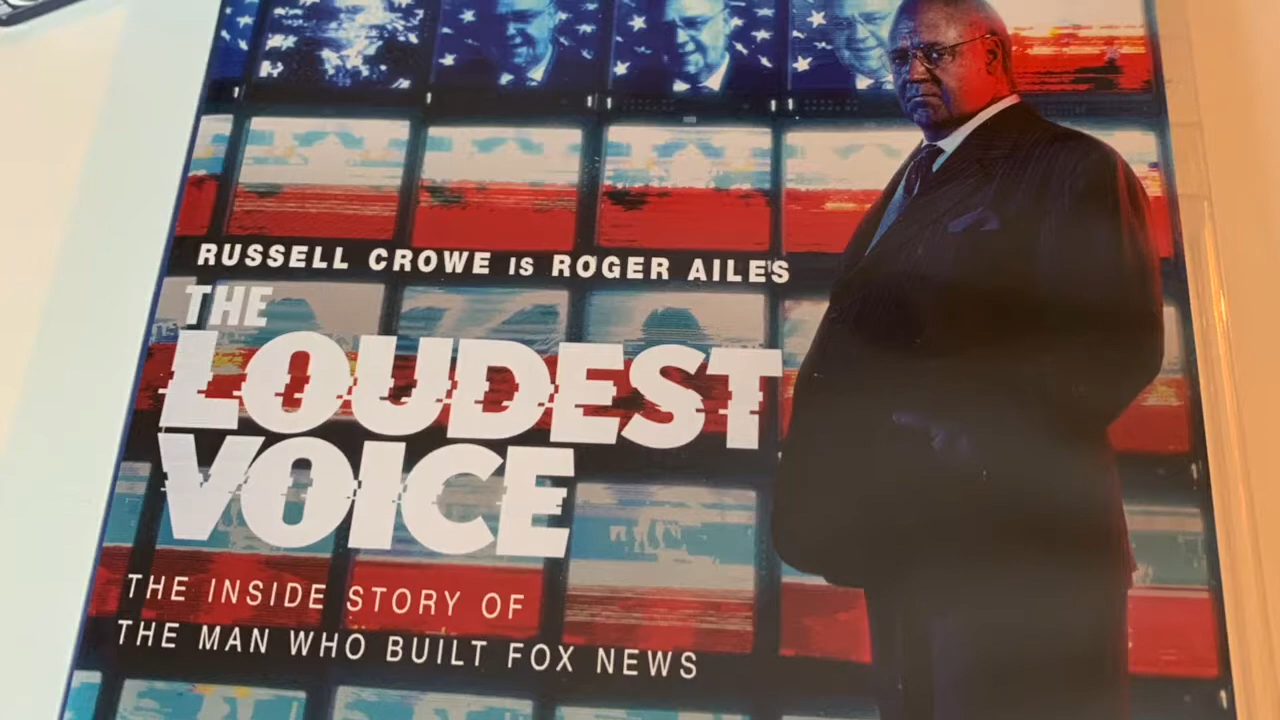 RUSSELL CROWE IS ROGER AILES
THE
LOUDEST
VOICE
THE INSIDE STORY OF
THE MAN WHO BUILT FOX NEWS